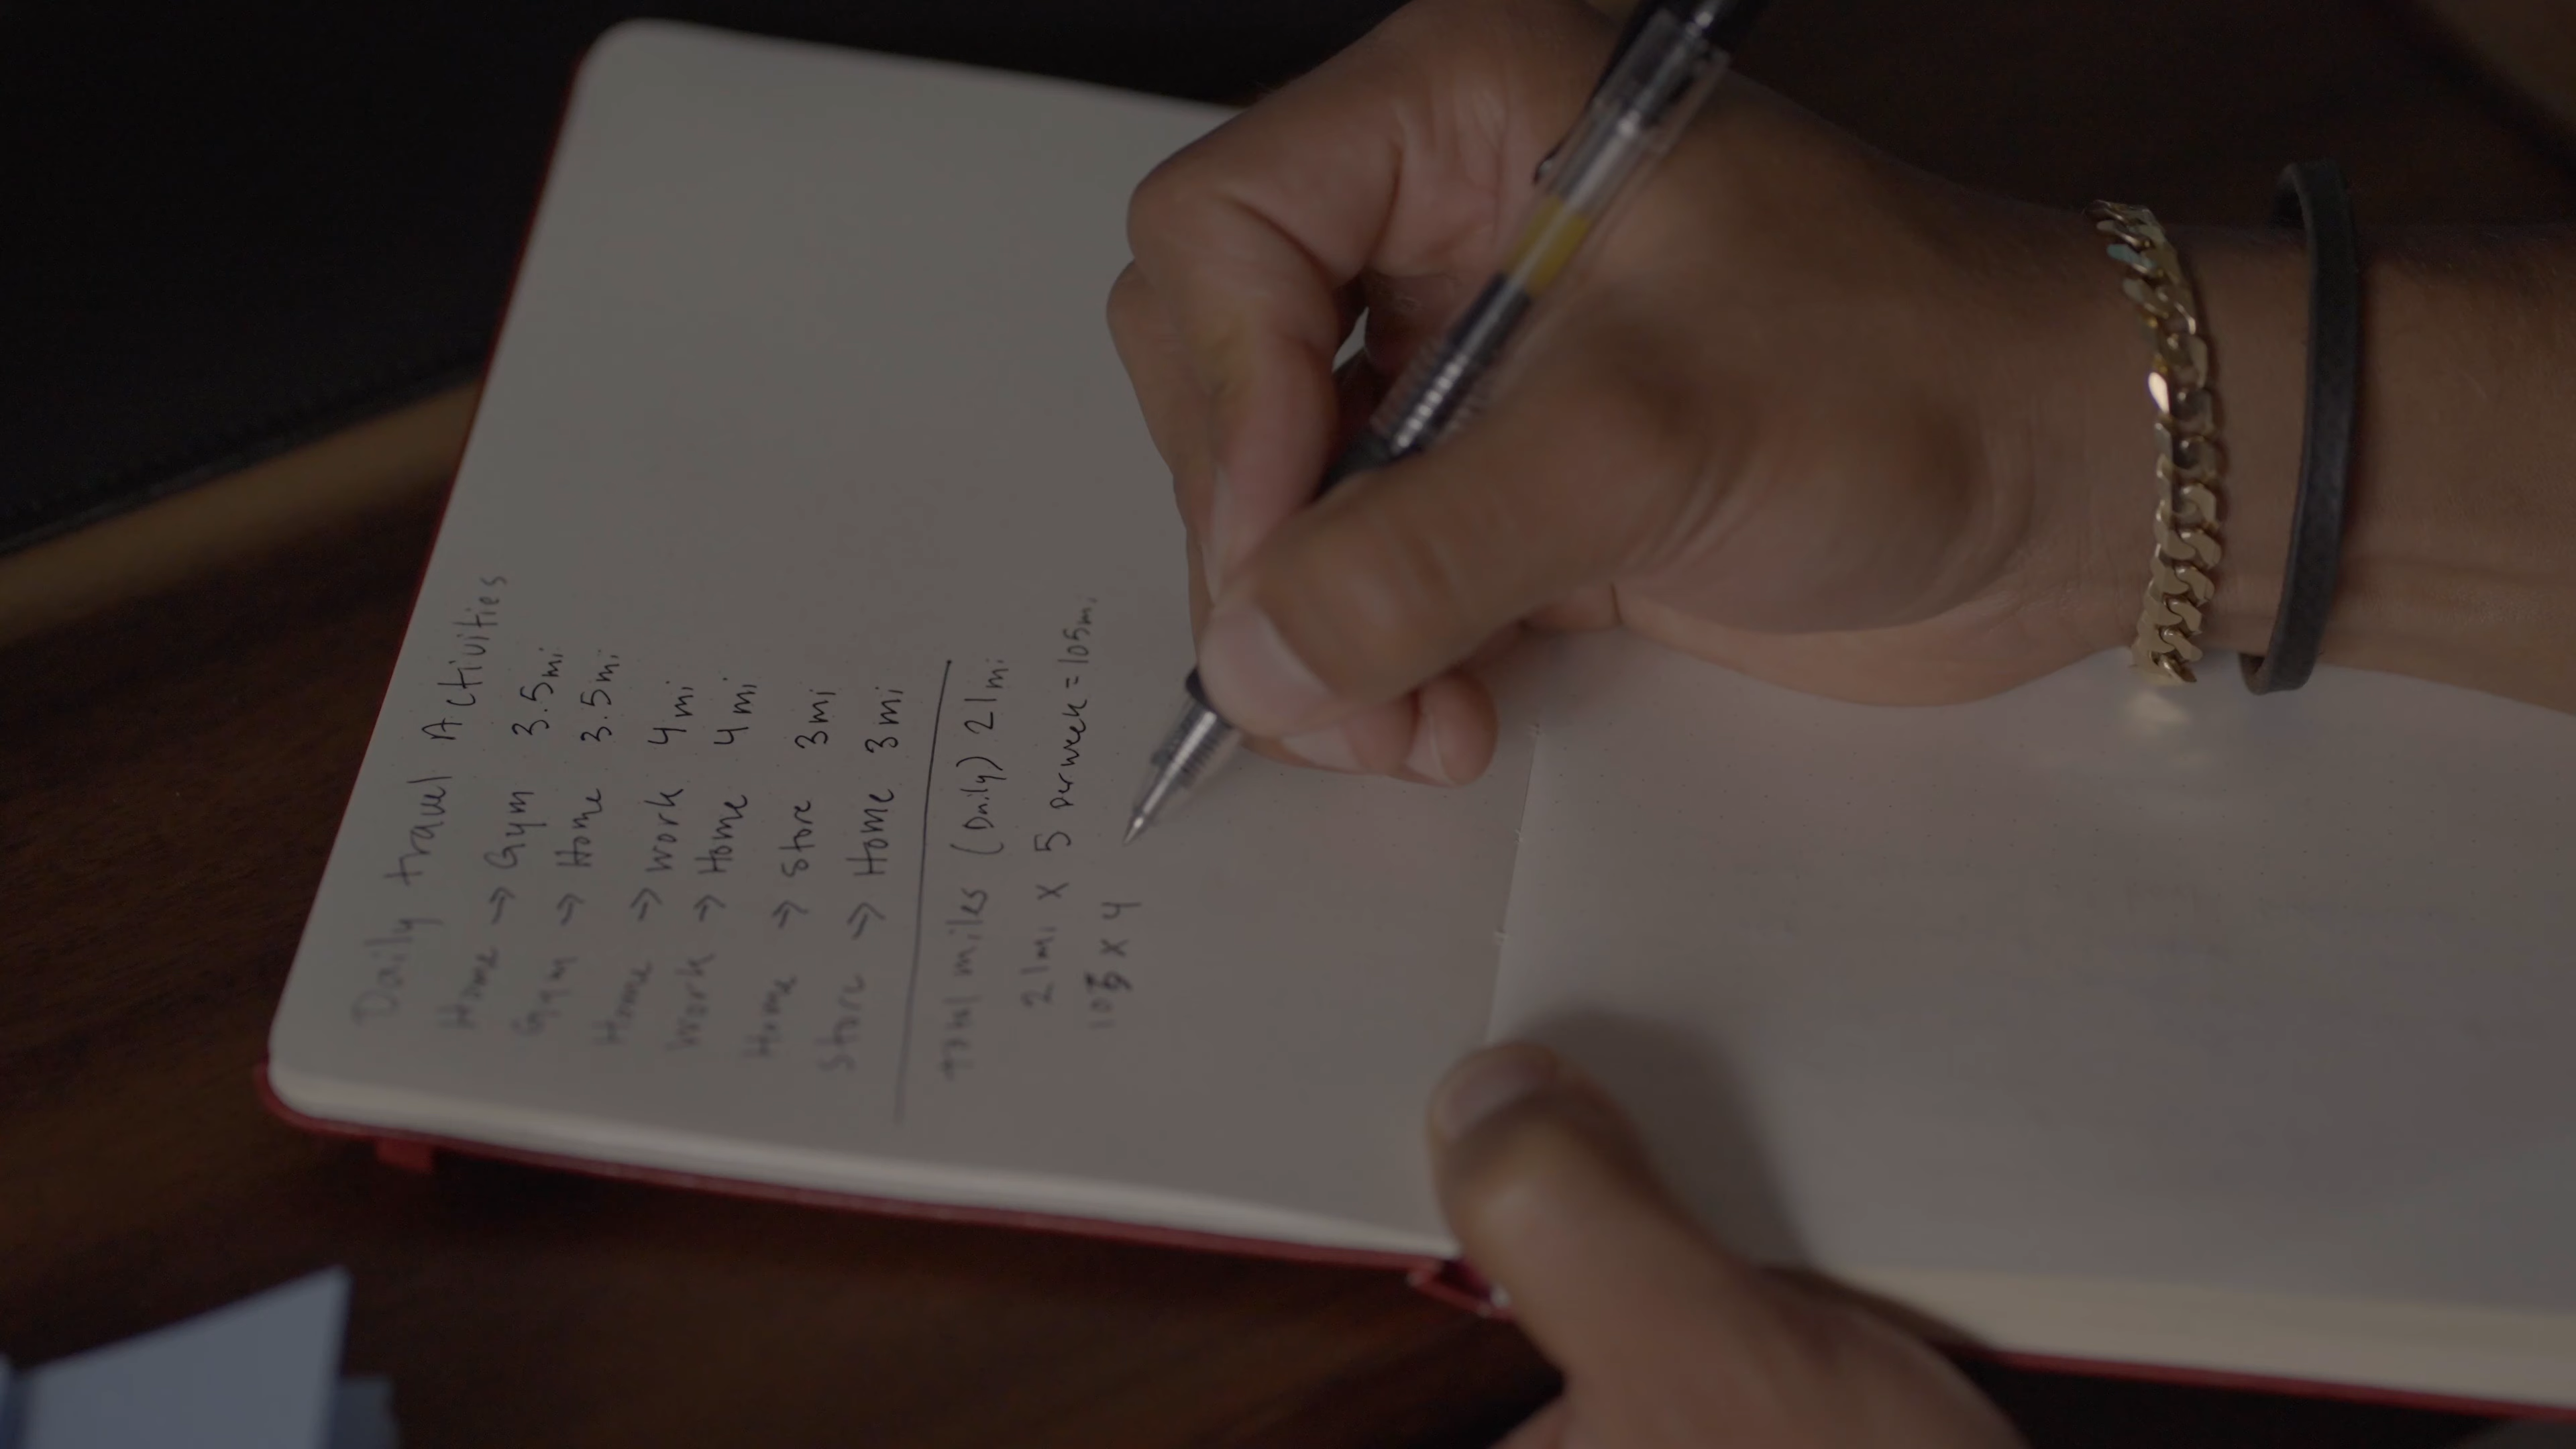 Daily travel Activities
Home → Gym 3.5mi
Gym → Home 3.5mi
Home → work 4mi
Work → Home 4mi
Home → store 3mi
store → Home 3mi
total miles (Daily) 21mi
21mi x 5 per week = 105mi
105 x 4